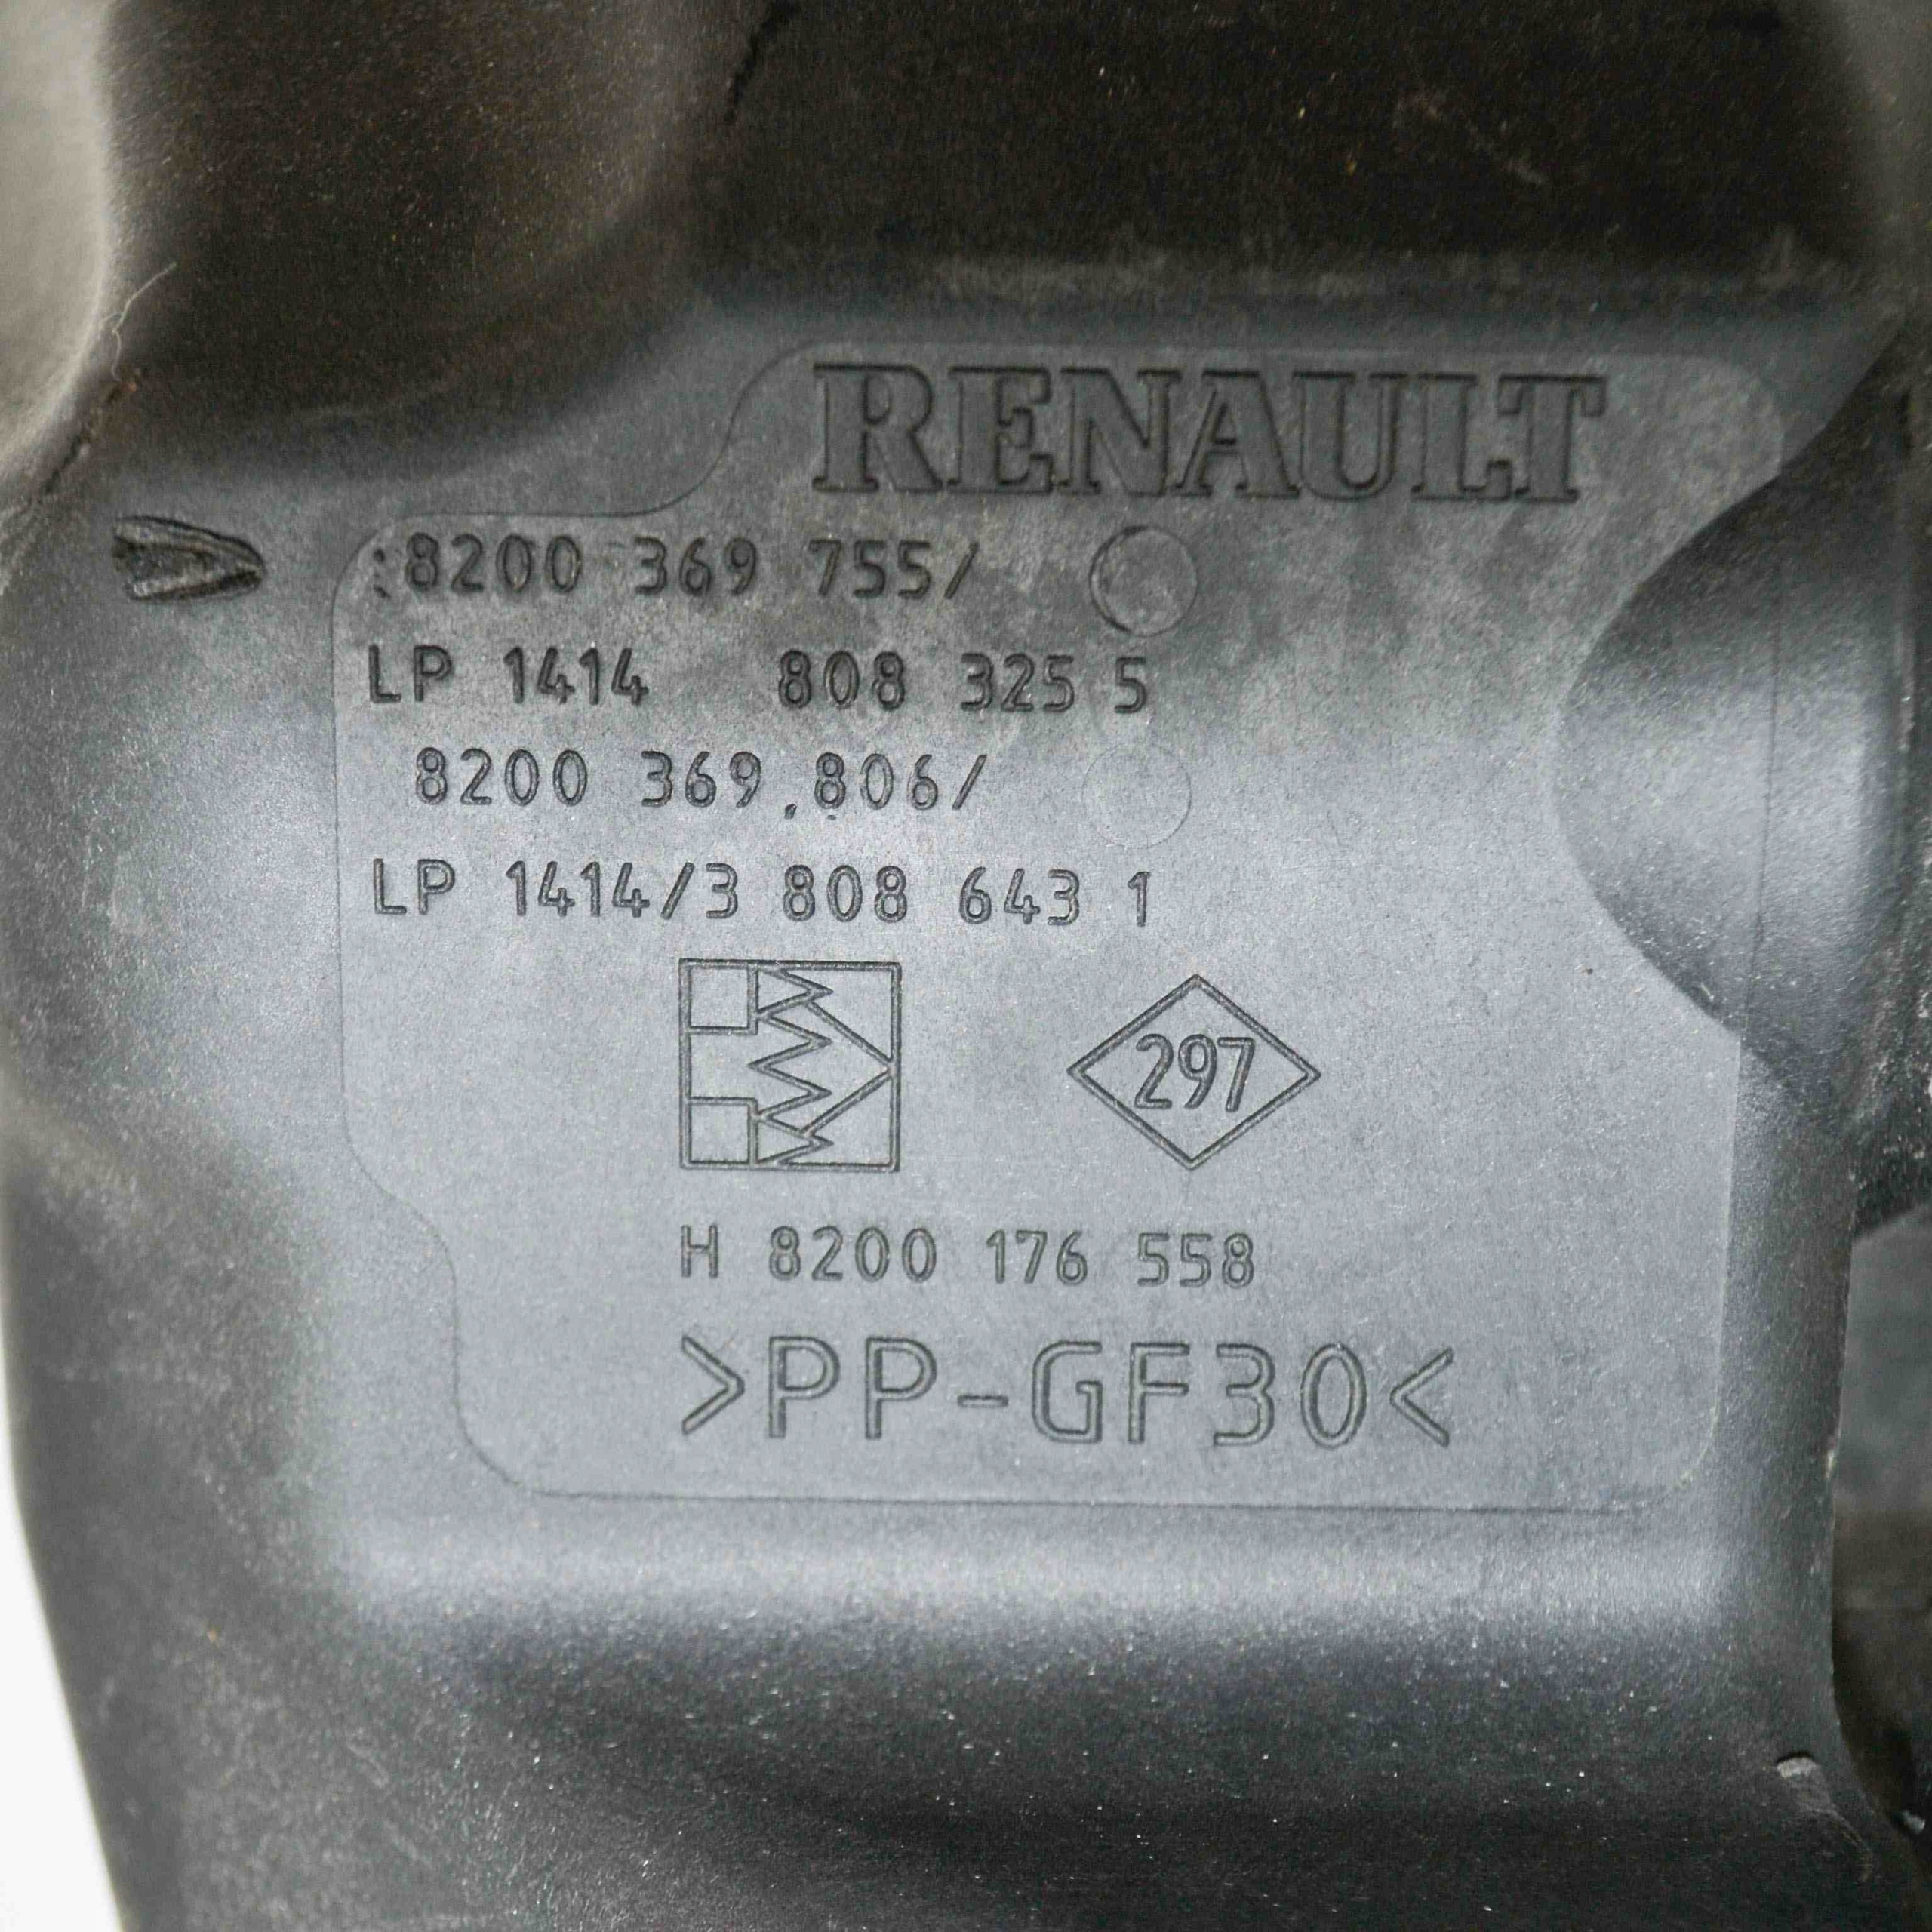 RENAULT
:8200 369 755/
LP 1414 808 325 5
8200 369 806/
LP 1414/3 808 643 1
297
H 8200 176 558
>PP-GF30<